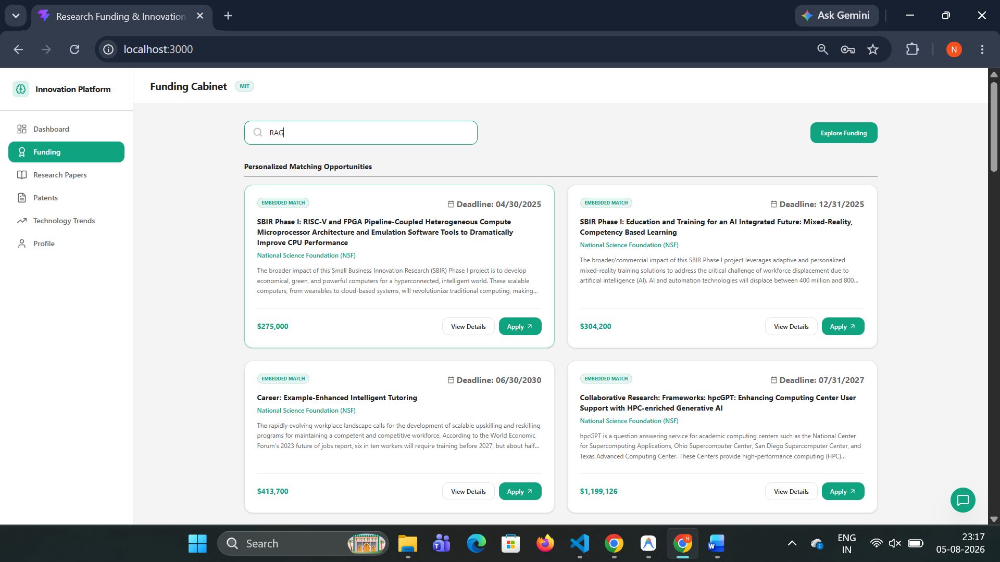 Research Funding & Innovation
Ask Gemini
localhost:3000
N
Innovation Platform
Funding Cabinet
MIT
Dashboard
Funding
Research Papers
Patents
Technology Trends
Profile
RAG
Explore Funding
Personalized Matching Opportunities
EMBEDDED MATCH
Deadline: 04/30/2025
SBIR Phase I: RISC-V and FPGA Pipeline-Coupled Heterogeneous Compute
Microprocessor Architecture and Emulation Software Tools to Dramatically
Improve CPU Performance
National Science Foundation (NSF)
The broader impact of this Small Business Innovation Research (SBIR) Phase I project is to develop
economical, green, and powerful computers for a hyperconnected, intelligent world. These scalable
computers, from wearables to cloud-based systems, will revolutionize traditional computing, making...
$275,000
View Details
Apply
EMBEDDED MATCH
Deadline: 12/31/2025
SBIR Phase I: Education and Training for an AI Integrated Future: Mixed-Reality,
Competency Based Learning
National Science Foundation (NSF)
The broader/commercial impact of this SBIR Phase I project leverages adaptive and personalized
mixed-reality training solutions to address the critical challenge of workforce displacement due to
artificial intelligence (AI). AI and automation technologies will displace between 400 million and 800...
$304,200
View Details
Apply
EMBEDDED MATCH
Deadline: 06/30/2030
Career: Example-Enhanced Intelligent Tutoring
National Science Foundation (NSF)
The rapidly evolving workplace landscape calls for the development of scalable upskilling and reskilling
programs for maintaining a competent and competitive workforce. According to the World Economic
Forum's 2023 future of jobs report, six in ten workers will require training before 2027, but about half...
$413,700
View Details
Apply
EMBEDDED MATCH
Deadline: 07/31/2027
Collaborative Research: Frameworks: hpcGPT: Enhancing Computing Center User
Support with HPC-enriched Generative AI
National Science Foundation (NSF)
hpcGPT is a question answering service for academic computing centers such as the National Center
for Supercomputing Applications, Ohio Supercomputer Center, San Diego Supercomputer Center, and
Texas Advanced Computing Center. These Centers provide high-performance computing (HPC)...
$1,199,126
View Details
Apply
Search
T
N
W
ENG
IN
23:17
05-08-2026